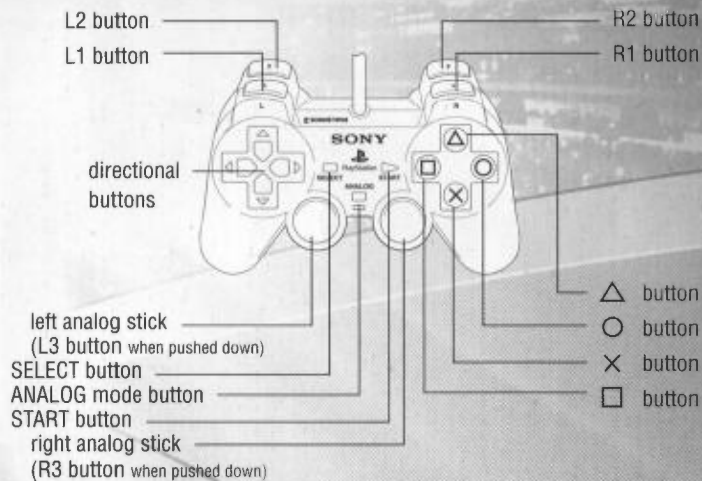 L2 button
R2 button
L1 button
R1 button
L
R
SONY
PlayStation
SELECT
START
ANALOG
directional
buttons
left analog stick
(L3 button when pushed down)
SELECT button
ANALOG mode button
START button
right analog stick
(R3 button when pushed down)
△ button
○ button
× button
□ button